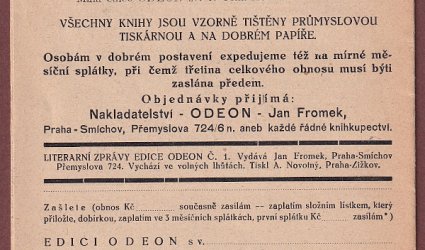 VŠECHNY KNIHY JSOU VZORNĚ TIŠTĚNY PRŮMYSLOVOU
TISKÁRNOU A NA DOBRÉM PAPÍŘE.
Osobám v dobrém postavení expedujeme též na mírné mě-
síční splátky, při čemž třetina celkového obnosu musí býti
zaslána předem.
Objednávky přijímá:
Nakladatelství - ODEON - Jan Fromek,
Praha-Smíchov, Přemyslova 724/6 n. aneb každé řádné knihkupectví.
LITERARNÍ ZPRÁVY EDICE ODEON Č. 1. Vydává Jan Fromek, Praha-Smíchov
Přemyslova 724. Vychází ve volných lhůtách. Tiskl A. Novotný, Praha-Žižkov.
Zašlete (obnos Kč současně zasílám — zaplatím složním lístkem, který
přiložte, dobírkou, zaplatím ve 3 měsíčních splátkách, první splátku Kč zasílám*)
EDICI ODEON sv.